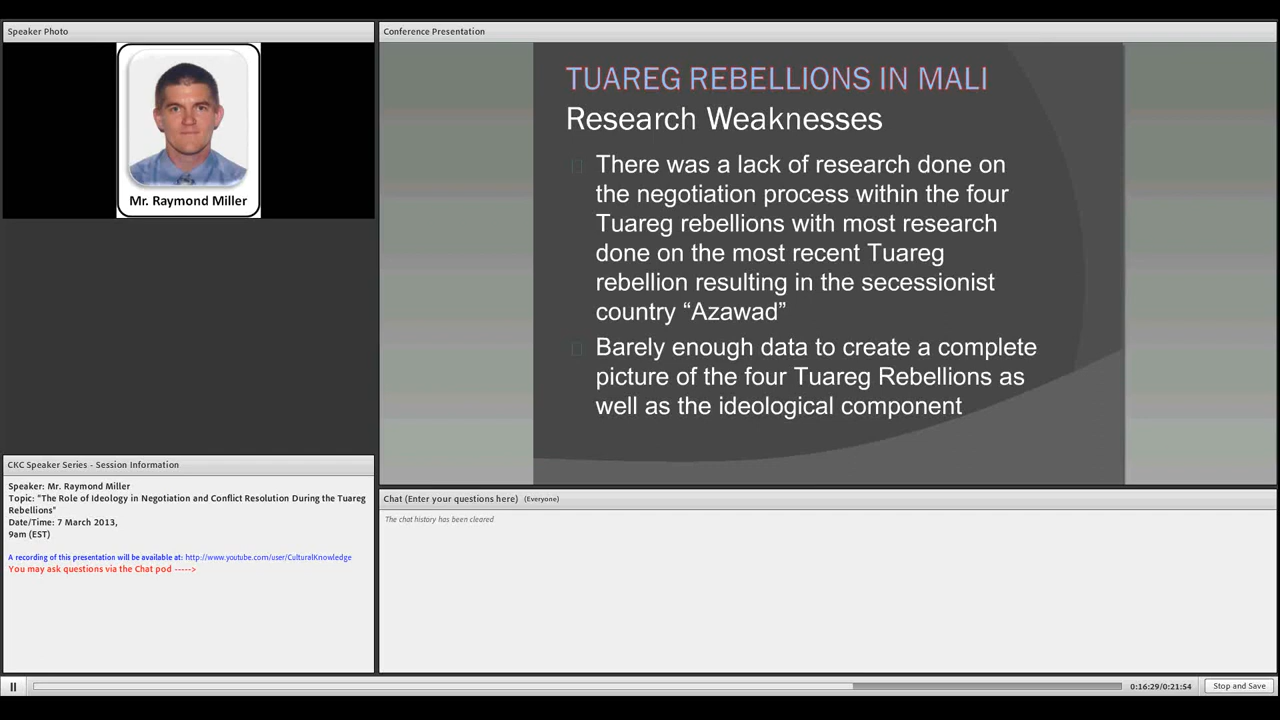 Speaker Photo
Mr. Raymond Miller
Conference Presentation
TUAREG REBELLIONS IN MALI
Research Weaknesses
There was a lack of research done on
the negotiation process within the four
Tuareg rebellions with most research
done on the most recent Tuareg
rebellion resulting in the secessionist
country “Azawad”
Barely enough data to create a complete
picture of the four Tuareg Rebellions as
well as the ideological component
CKC Speaker Series - Session Information
Speaker: Mr. Raymond Miller
Topic: "The Role of Ideology in Negotiation and Conflict Resolution During the Tuareg
Rebellions"
Date/Time: 7 March 2013,
9am (EST)
A recording of this presentation will be available at: http://www.youtube.com/user/CulturalKnowledge
You may ask questions via the Chat pod ----->
Chat (Enter your questions here) (Everyone)
The chat history has been cleared
0:16:29/0:21:54
Stop and Save